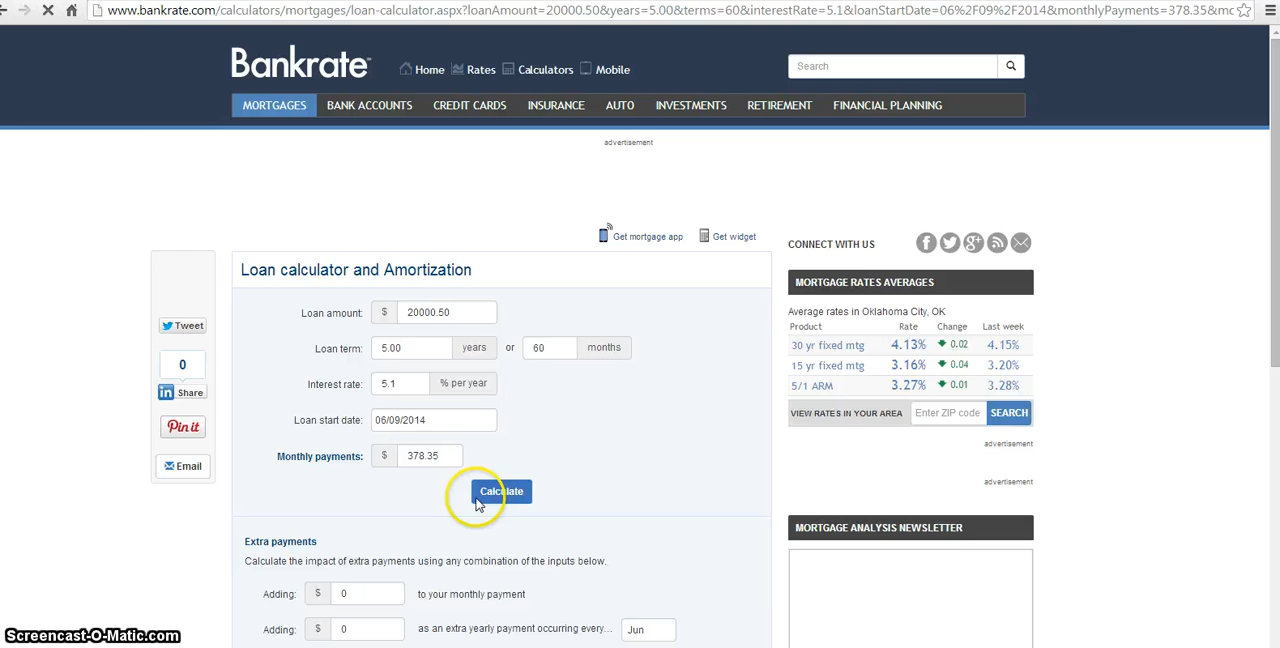 www.bankrate.com/calculators/mortgages/loan-calculator.aspx?loanAmount=20000.50&years=5.00&terms=60&interestRate=5.1&loanStartDate=06%2F09%2F2014&monthlyPayments=378.35&mc
Bankrate
Home Rates Calculators Mobile
Search
MORTGAGES BANK ACCOUNTS CREDIT CARDS INSURANCE AUTO INVESTMENTS RETIREMENT FINANCIAL PLANNING
advertisement
Get mortgage app Get widget
CONNECT WITH US
Loan calculator and Amortization
Loan amount: $ 20000.50
Loan term: 5.00 years or 60 months
Interest rate: 5.1 % per year
Loan start date: 06/09/2014
Monthly payments: $ 378.35
Calculate
Extra payments
Calculate the impact of extra payments using any combination of the inputs below.
Adding: $ 0 to your monthly payment
Adding: $ 0 as an extra yearly payment occurring every... Jun
Tweet
0
in Share
Pin it
Email
MORTGAGE RATES AVERAGES
Average rates in Oklahoma City, OK
Product Rate Change Last week
30 yr fixed mtg 4.13% 0.02 4.15%
15 yr fixed mtg 3.16% 0.04 3.20%
5/1 ARM 3.27% 0.01 3.28%
VIEW RATES IN YOUR AREA Enter ZIP code SEARCH
advertisement
advertisement
MORTGAGE ANALYSIS NEWSLETTER
Screencast-O-Matic.com